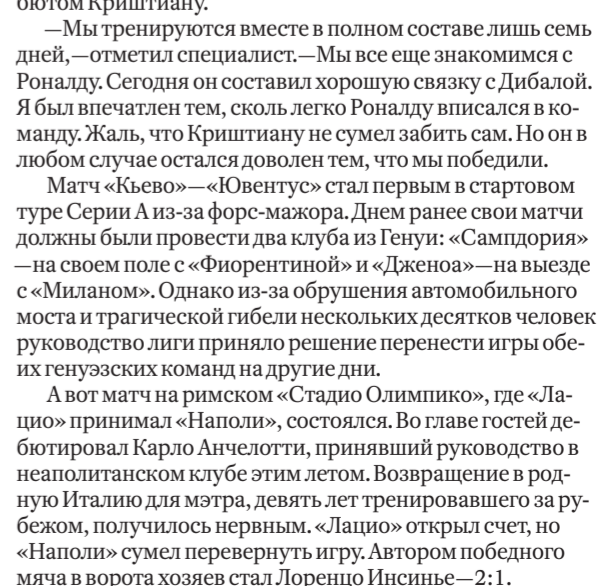 бютом Криштиану.
—Мы тренируются вместе в полном составе лишь семь
дней,—отметил специалист.—Мы все еще знакомимся с
Роналду. Сегодня он составил хорошую связку с Дибалой.
Я был впечатлен тем, сколь легко Роналду вписался в ко-
манду. Жаль, что Криштиану не сумел забить сам. Но он в
любом случае остался доволен тем, что мы победили.
Матч «Кьево»—«Ювентус» стал первым в стартовом
туре Серии А из-за форс-мажора. Днем ранее свои матчи
должны были провести два клуба из Генуи: «Сампдория»
—на своем поле с «Фиорентиной» и «Дженоа»—на выезде
с «Миланом». Однако из-за обрушения автомобильного
моста и трагической гибели нескольких десятков человек
руководство лиги приняло решение перенести игры обе-
их генуэзских команд на другие дни.
А вот матч на римском «Стадио Олимпико», где «Ла-
цио» принимал «Наполи», состоялся. Во главе гостей де-
бютировал Карло Анчелотти, принявший руководство в
неаполитанском клубе этим летом. Возвращение в род-
ную Италию для мэтра, девять лет тренировавшего за ру-
бежом, получилось нервным. «Лацио» открыл счет, но
«Наполи» сумел перевернуть игру. Автором победного
мяча в ворота хозяев стал Лоренцо Инсинье—2:1.